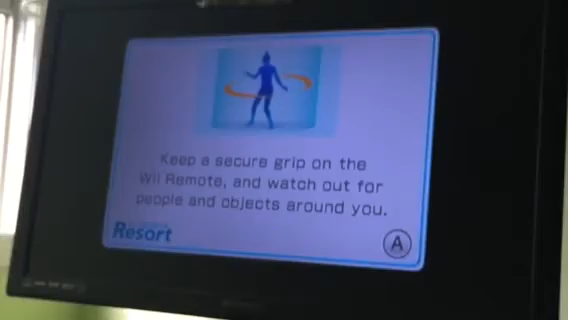 Keep a secure grip on the
Wii Remote, and watch out for
people and objects around you.
Resort
A